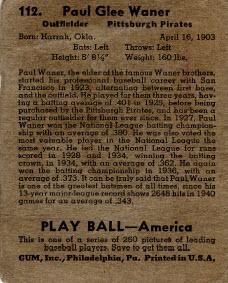 112. Paul Glee Waner
Outfielder Pittsburgh Pirates
Born: Harrah, Okla. April 16, 1903
Bats: Left Throws: Left
Height: 5' 8½" Weight: 160 lbs.
Paul Waner, the older of the famous Waner brothers,
started his professional baseball career with San
Francisco in 1923, alternating between first base,
and the outfield. He played for them three years, hav-
ing a batting average of .401 in 1925, before being
purchased by the Pittsburgh Pirates, and has been a
regular outfielder for them ever since. In 1927, Paul
Waner won the National League batting champion-
ship with an average of .380. He was also voted the
most valuable player in the National League the
same year. He led the National League for runs
scored in 1928 and 1934, winning the batting
crown, in 1934, with an average of .362. He again
won the batting championship in 1936, with an
average of .373. It can be truly said that Paul Waner
is one of the greatest batsmen of all times, since his
13-year major-league record shows 2648 hits in 1940
games for an average of .343.
PLAY BALL—America
This is one of a series of 250 pictures of leading
baseball players. Save to get them all.
GUM, Inc., Philadelphia, Pa. Printed in U.S.A.